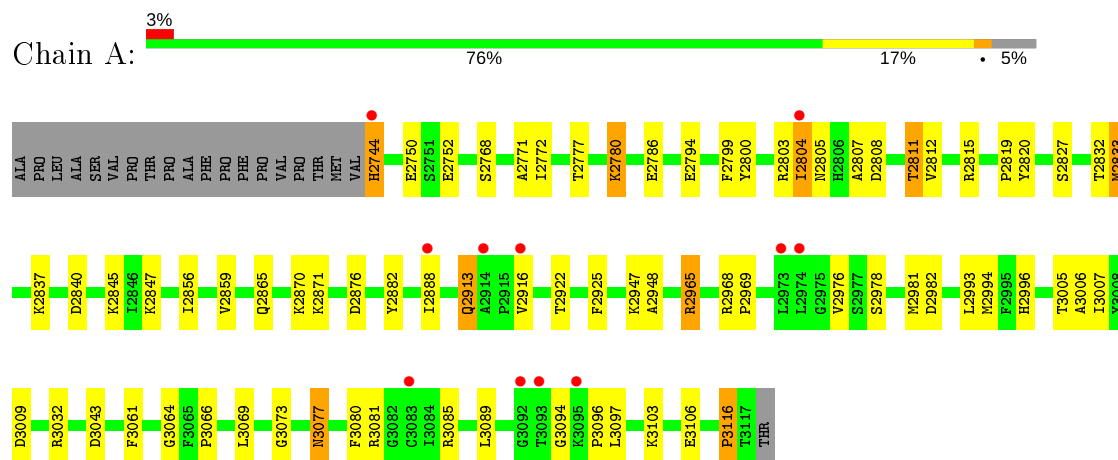 3%
Chain A:
76% 17% • 5%
ALA PRO LEU ALA SER VAL PRO THR PRO ALA PHE PRO PHE PRO VAL PRO THR MET VAL H2744 E2750 S2751 E2752 S2768 A2771 I2772 T2777 K2780 E2786 E2794 F2799 Y2800 R2803 I2804 N2805 H2806 A2807 D2808 T2811 V2812 R2815 P2819 Y2820 S2827 T2832
K2837 D2840 K2845 I2846 K2847 I2856 V2859 Q2865 K2870 K2871 D2876 Y2882 I2888 Q2913 A2914 P2915 V2916 T2922 F2925 K2947 A2948 R2965 R2968 P2969 L2973 L2974 G2975 V2976 S2977 S2978 M2981 D2982 L2993 M2994 F2995 H2996 T3005 A3006 I3007
D3009 R3032 D3043 F3061 G3064 F3065 P3066 L3069 G3073 N3077 F3080 R3081 G3082 C3083 I3084 R3085 L3089 G3092 T3093 G3094 K3095 P3096 L3097 K3103 E3106 P3116 T3117 THR